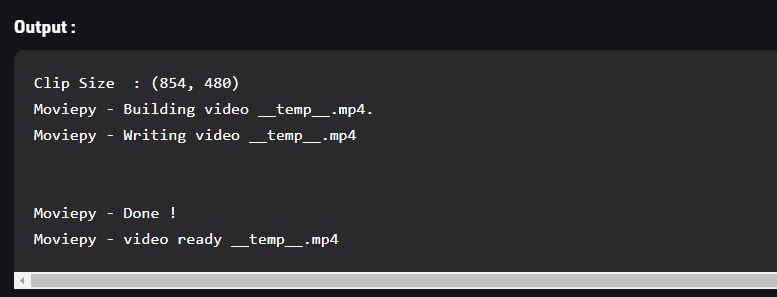 Output :
Clip Size  : (854, 480)
Moviepy - Building video __temp__.mp4.
Moviepy - Writing video __temp__.mp4
Moviepy - Done !
Moviepy - video ready __temp__.mp4